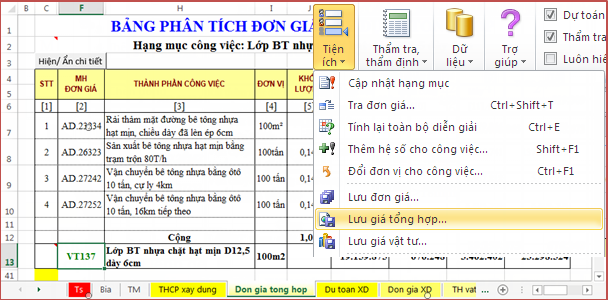 BẢNG PHÂN TÍCH ĐƠN GIÁ
Hạng mục công việc: Lớp BT nhự
Hiện/ Ẩn chi tiết
STT MH ĐƠN GIÁ THÀNH PHẦN CÔNG VIỆC ĐƠN VỊ KHỐ LƯỢN
[1] [2] [3] [4] [5
1 AD.23234 Rải thảm mặt đường bê tông nhựa 100m²
hạt mịn, chiều dày đã lèn ép 6cm
2 AD.26323 Sản xuất bê tông nhựa hạt mịn bằng 100tấn 0,14
trạm trộn 80T/h
3 AD.27242 Vận chuyển bê tông nhựa bằng ôtô 100tấn 0,14
10 tấn, cự ly 4km
4 AD.27252 Vận chuyển bê tông nhựa bằng ôtô 100tấn 0,14
10 tấn, 16km tiếp theo
Cộng 1,0
VT137 Lớp BT nhựa chặt hạt mịn D12,5 100m2
dày 6cm
1
2
3
5
6
7
8
9
10
11
12
13
41
Tiện ích
Thẩm tra, thẩm định
Dữ liệu
Trợ giúp
Dự toán
Thẩm tra
Luôn hiể
Cập nhật hạng mục
Tra đơn giá... Ctrl+Shift+T
Tính lại toàn bộ diễn giải Ctrl+E
Thêm hệ số cho công việc... Shift+F1
Đổi đơn vị cho công việc... Ctrl+F1
Lưu đơn giá...
Lưu giá tổng hợp...
Lưu giá vật tư...
Ts Bia TM THCP xay dung Don gia tong hop Du toan XD Don gia XD TH vat